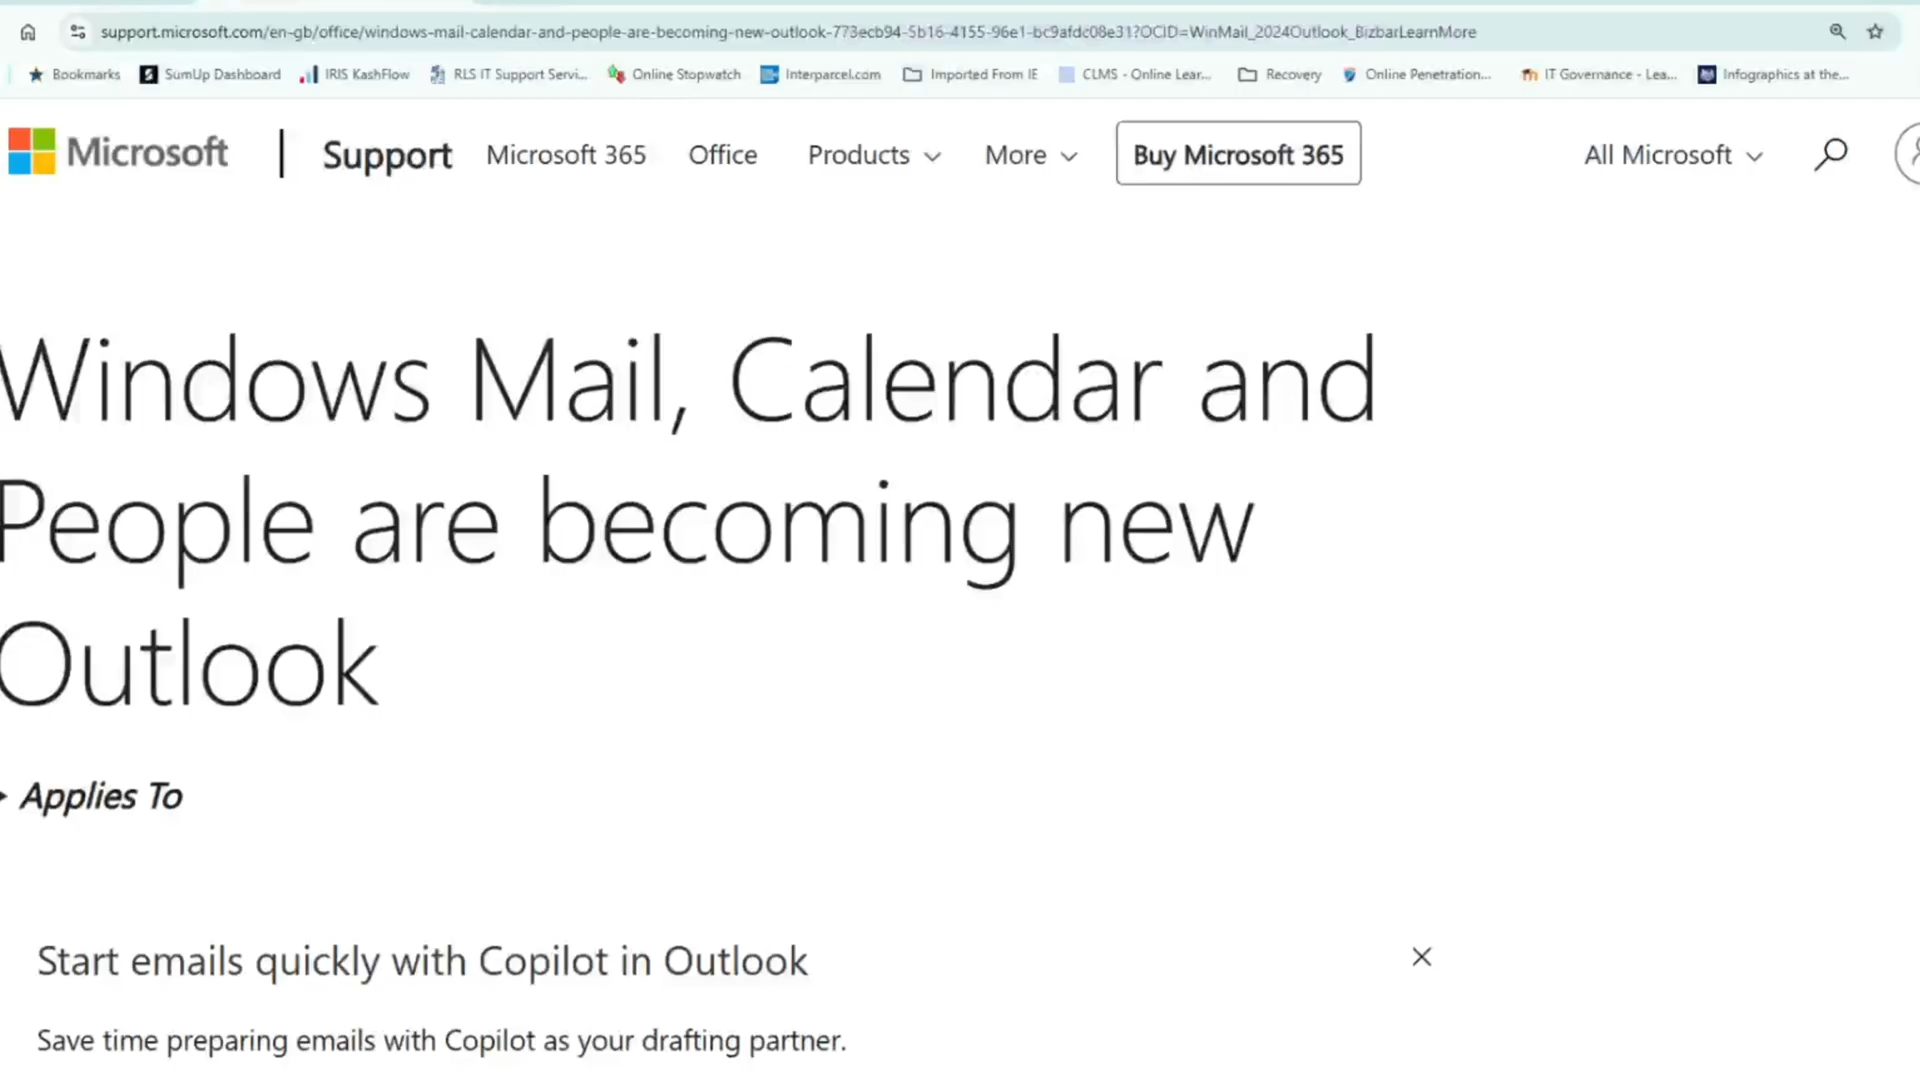 support.microsoft.com/en-gb/office/windows-mail-calendar-and-people-are-becoming-new-outlook-773ecb94-5b16-4155-96e1-bc9afdc08e31?OCID=WinMail_2024Outlook_BizbarLearnMore
Bookmarks SumUp Dashboard IRIS KashFlow RLS IT Support Servi... Online Stopwatch Interparcel.com Imported From IE CLMS - Online Lear... Recovery Online Penetration... IT Governance - Lea... Infographics at the...
Microsoft | Support Microsoft 365 Office Products More Buy Microsoft 365 All Microsoft
Windows Mail, Calendar and
People are becoming new
Outlook
Applies To
Start emails quickly with Copilot in Outlook
Save time preparing emails with Copilot as your drafting partner.